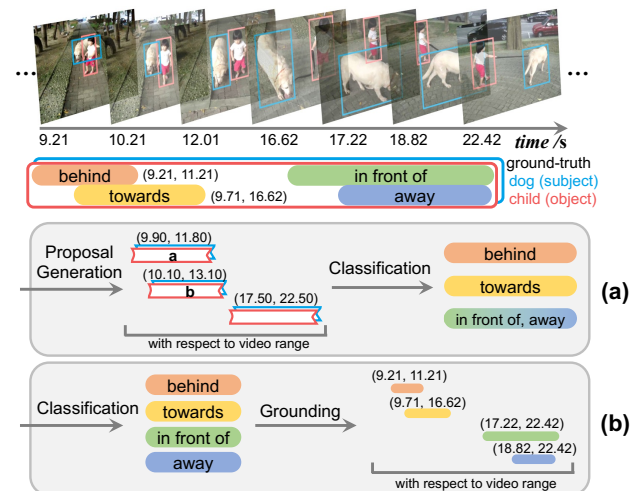 ... ...
9.21 10.21 12.01 16.62 17.22 18.82 22.42 time /s
ground-truth
behind (9.21, 11.21) in front of dog (subject)
towards (9.71, 16.62) away child (object)
Proposal Generation
(9.90, 11.80)
a
(10.10, 13.10)
b
(17.50, 22.50)
with respect to video range
Classification
behind
towards
in front of, away
(a)
Classification
behind
towards
in front of
away
Grounding
(9.21, 11.21)
(9.71, 16.62)
(17.22, 22.42)
(18.82, 22.42)
with respect to video range
(b)